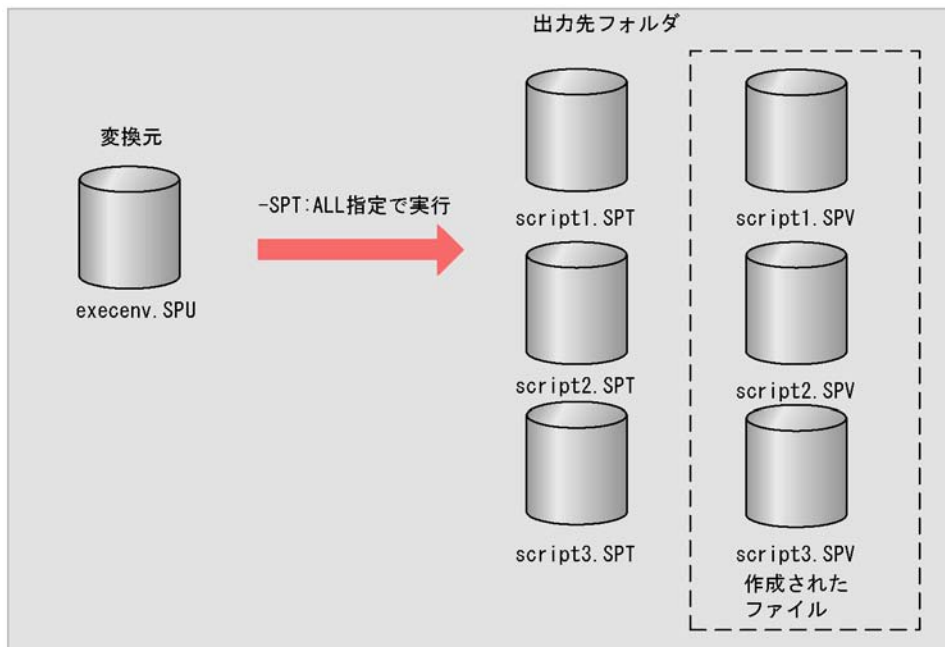 出力先フォルダ
変換元
execenv.SPU
-SPT:ALL指定で実行
script1.SPT
script1.SPV
script2.SPT
script2.SPV
script3.SPT
script3.SPV
作成された
ファイル